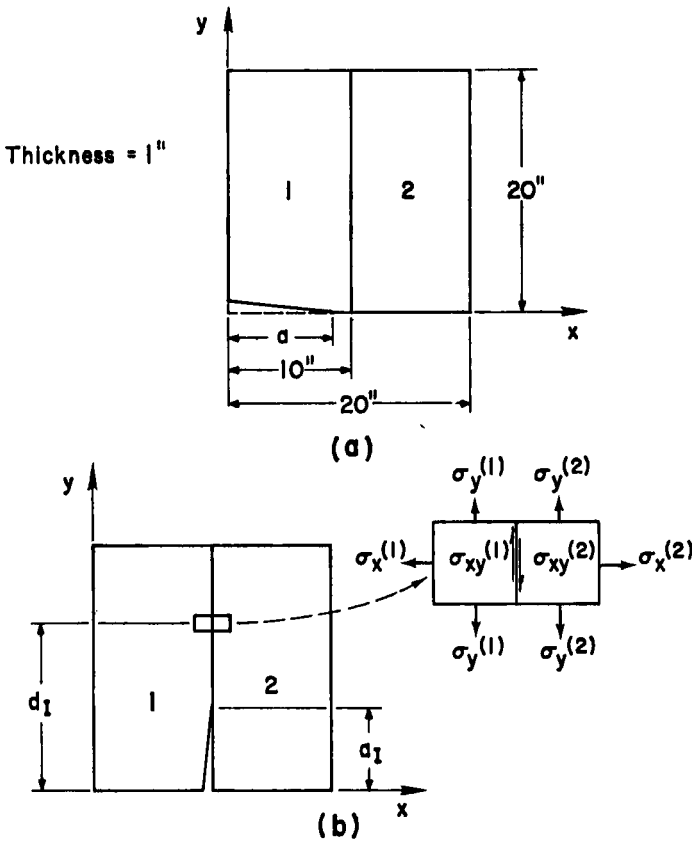 y
Thickness = 1"
1
2
20"
x
a
10"
20"
(a)
y
σy(1)
σy(2)
σx(1)
σxy(1)
σxy(2)
σx(2)
σy(1)
σy(2)
dI
1
2
aI
x
(b)